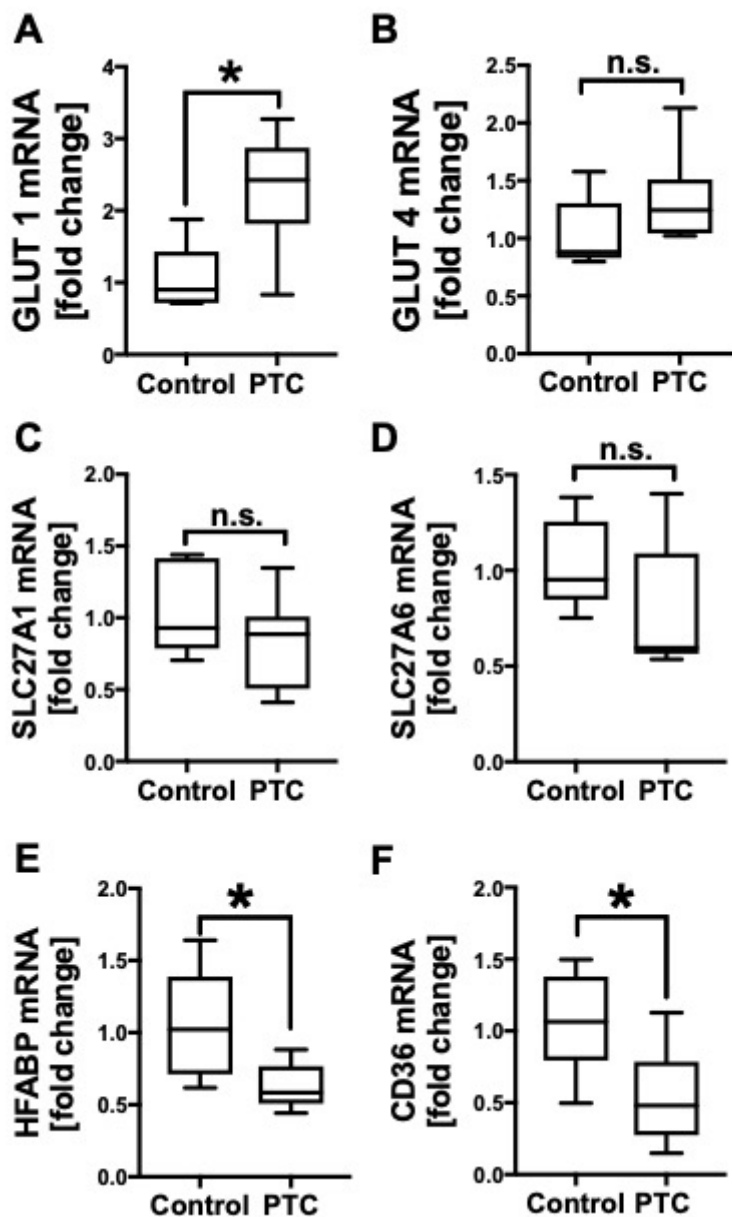 A
GLUT 1 mRNA
[fold change]
4
3
2
1
0
*
Control PTC
B
GLUT 4 mRNA
[fold change]
2.5
2.0
1.5
1.0
0.5
0.0
n.s.
Control PTC
C
SLC27A1 mRNA
[fold change]
2.0
1.5
1.0
0.5
0.0
n.s.
Control PTC
D
SLC27A6 mRNA
[fold change]
1.5
1.0
0.5
0.0
n.s.
Control PTC
E
HFABP mRNA
[fold change]
2.0
1.5
1.0
0.5
0.0
*
Control PTC
F
CD36 mRNA
[fold change]
2.0
1.5
1.0
0.5
0.0
*
Control PTC